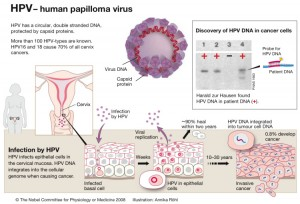 HPV – human papilloma virus
HPV has a circular, double stranded DNA,
protected by capsid proteins.
More than 100 HPV-types are known.
HPV16 and 18 cause 70% of all cervix
cancers.
Virus DNA
Capsid
protein
Discovery of HPV DNA in cancer cells
1 2 3 4
+ - + +
Probe for
HPV DNA
Patient DNA
Harald zur Hausen found
HPV DNA in patient DNA (+)
Cervix
Infection
by HPV
Infection by HPV
HPV infects epithelial cells in
the cervical mucosa. HPV DNA
integrates into the cellular
genome when causing cancer.
Viral
replication
~90% heal
within two years
HPV DNA integrated
into tumour cell DNA
0.8% develop
cancer
Weeks
10–30 years
Infected
basal cell
HPV in epithelial
cells
Invasive
cancer
© The Nobel Committee for Physiology or Medicine 2008 Illustration: Annika Röhl